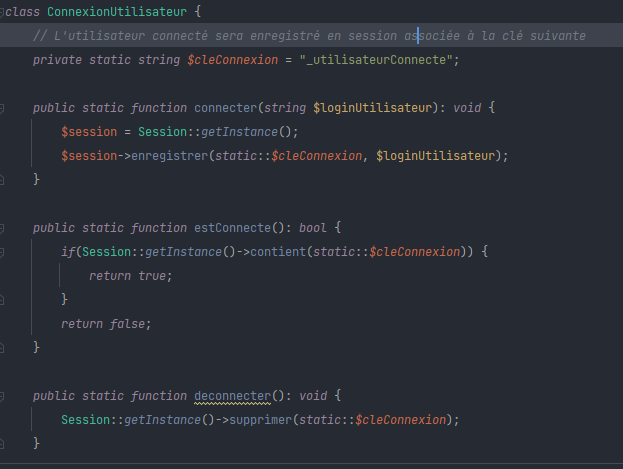 class ConnexionUtilisateur {
// L'utilisateur connecté sera enregistré en session associée à la clé suivante
private static string $cleConnexion = "_utilisateurConnecte";
public static function connecter(string $loginUtilisateur): void {
$session = Session::getInstance();
$session->enregistrer(static::$cleConnexion, $loginUtilisateur);
}
public static function estConnecte(): bool {
if(Session::getInstance()->contient(static::$cleConnexion)) {
return true;
}
return false;
}
public static function deconnecter(): void {
Session::getInstance()->supprimer(static::$cleConnexion);
}